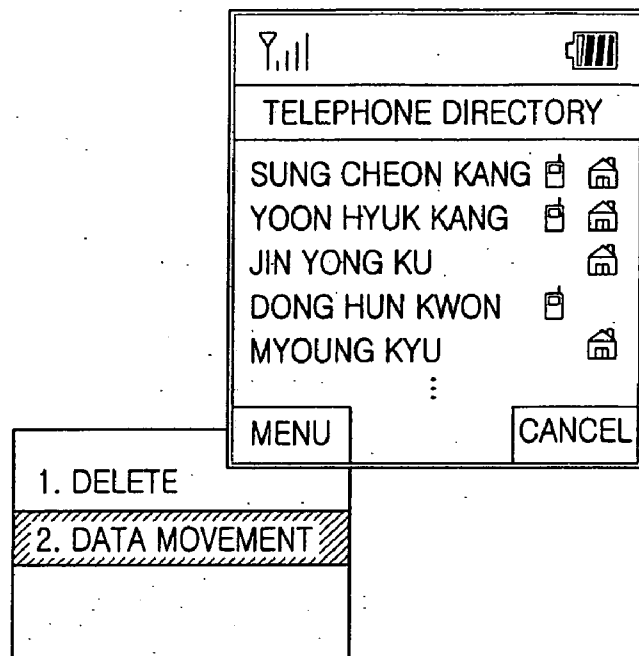 TELEPHONE DIRECTORY
SUNG CHEON KANG
YOON HYUK KANG
JIN YONG KU
DONG HUN KWON
MYOUNG KYU
MENU
CANCEL
1. DELETE
2. DATA MOVEMENT